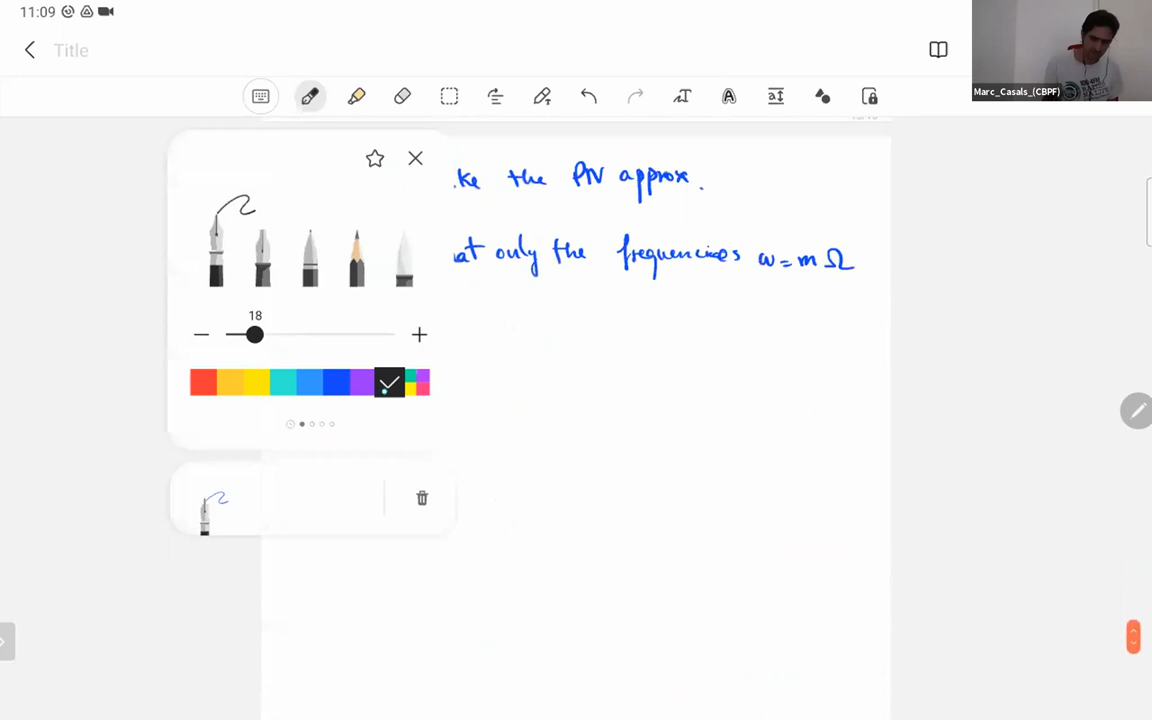 11:09
Title
Marc_Casals_(CBPF)
ke the PN approx.
at only the frequencies ω = m Ω
18